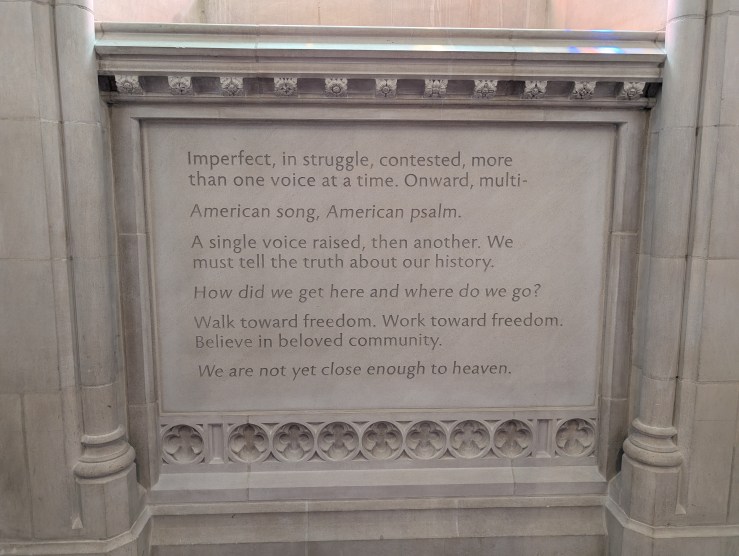 Imperfect, in struggle, contested, more
than one voice at a time. Onward, multi-
American song, American psalm.
A single voice raised, then another. We
must tell the truth about our history.
How did we get here and where do we go?
Walk toward freedom. Work toward freedom.
Believe in beloved community.
We are not yet close enough to heaven.